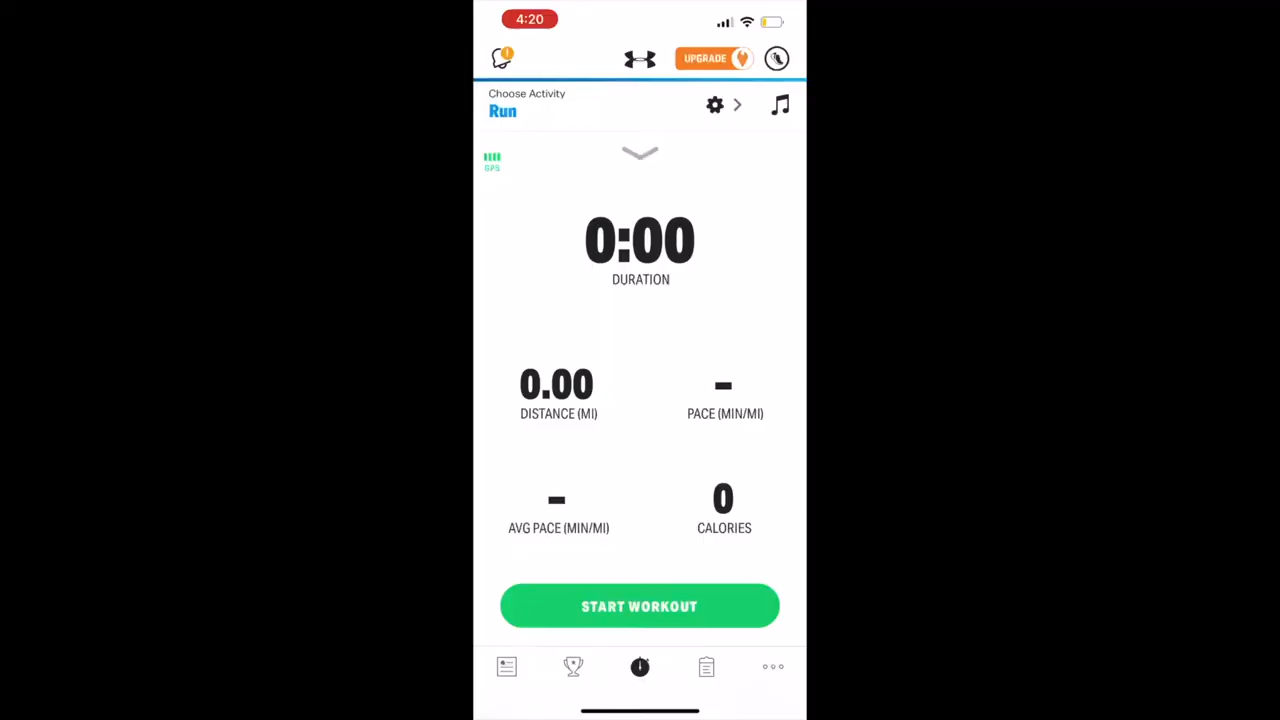 4:20
UPGRADE
Choose Activity
Run
GPS
0:00
DURATION
0.00
DISTANCE (MI)
-
PACE (MIN/MI)
-
AVG PACE (MIN/MI)
0
CALORIES
START WORKOUT